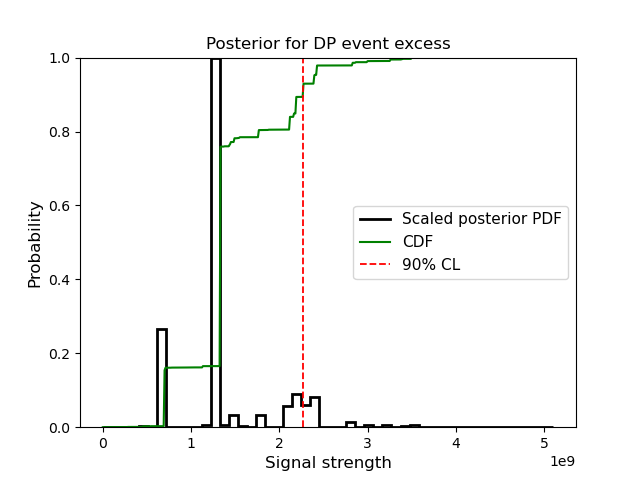 Posterior for DP event excess
Probability
1.0
0.8
0.6
0.4
0.2
0.0
Scaled posterior PDF
CDF
90% CL
0 1 2 3 4 5
1e9
Signal strength